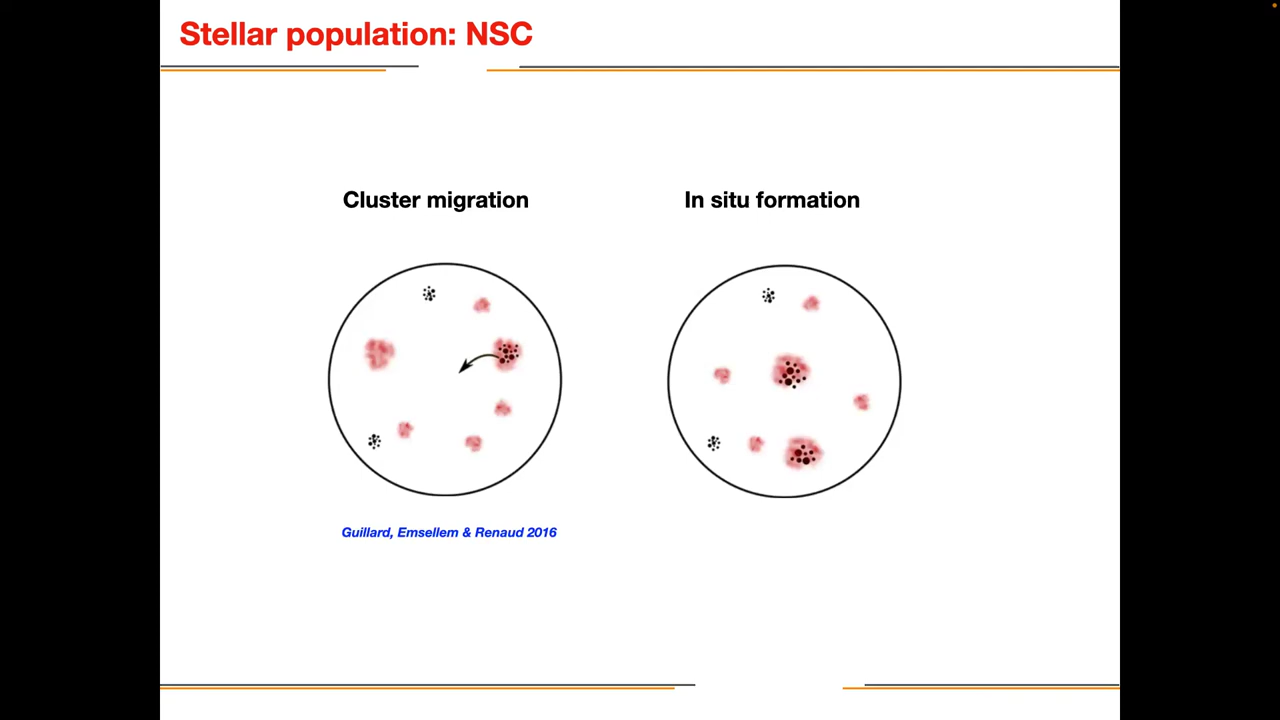 Stellar population: NSC
Cluster migration
In situ formation
Guillard, Emsellem & Renaud 2016